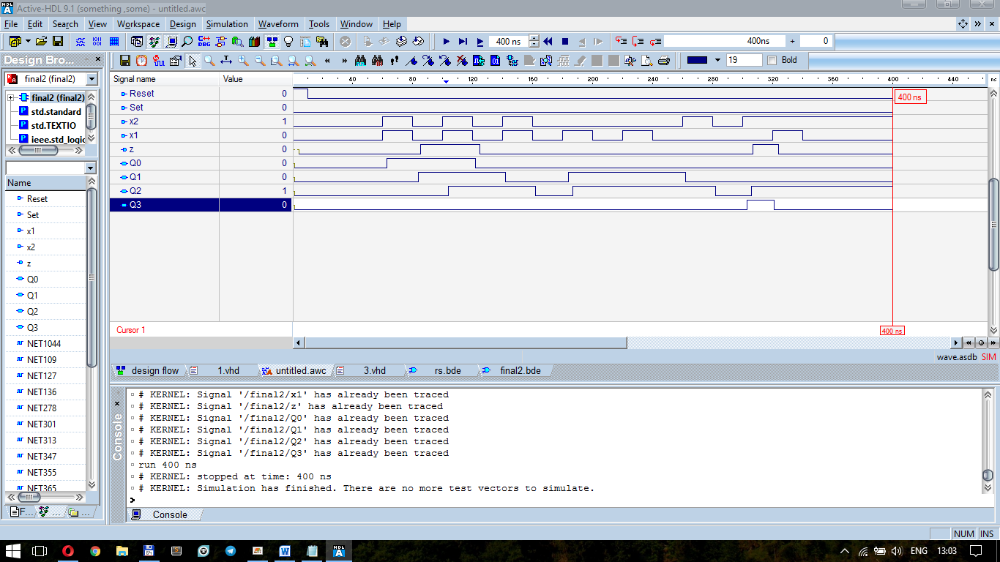 Active-HDL 9.1 (something ,some) - untitled.awc
File Edit Search View Workspace Design Simulation Waveform Tools Window Help
400 ns 400ns + 0
Design Bro... 19 Bold
final2 (final2)
final2 (final2)
std.standard
std.TEXTIO
ieee.std_logic
Name
Reset
Set
x1
x2
z
Q0
Q1
Q2
Q3
NET1044
NET109
NET127
NET136
NET278
NET301
NET313
NET347
NET355
NET365
F... ... ...
Signal name Value 40 80 120 160 200 240 280 320 360 400 440 ns
Reset 0 400 ns
Set 0
x2 1
x1 0
z 0
Q0 0
Q1 0
Q2 1
Q3 0
Cursor 1 400 ns
wave.asdb SIM
design flow 1.vhd untitled.awc 3.vhd rs.bde final2.bde
# KERNEL: Signal '/final2/x1' has already been traced
# KERNEL: Signal '/final2/z' has already been traced
# KERNEL: Signal '/final2/Q0' has already been traced
# KERNEL: Signal '/final2/Q1' has already been traced
# KERNEL: Signal '/final2/Q2' has already been traced
# KERNEL: Signal '/final2/Q3' has already been traced
run 400 ns
# KERNEL: stopped at time: 400 ns
# KERNEL: Simulation has finished. There are no more test vectors to simulate.
>
Console
Console
NUM INS
ENG 13:03